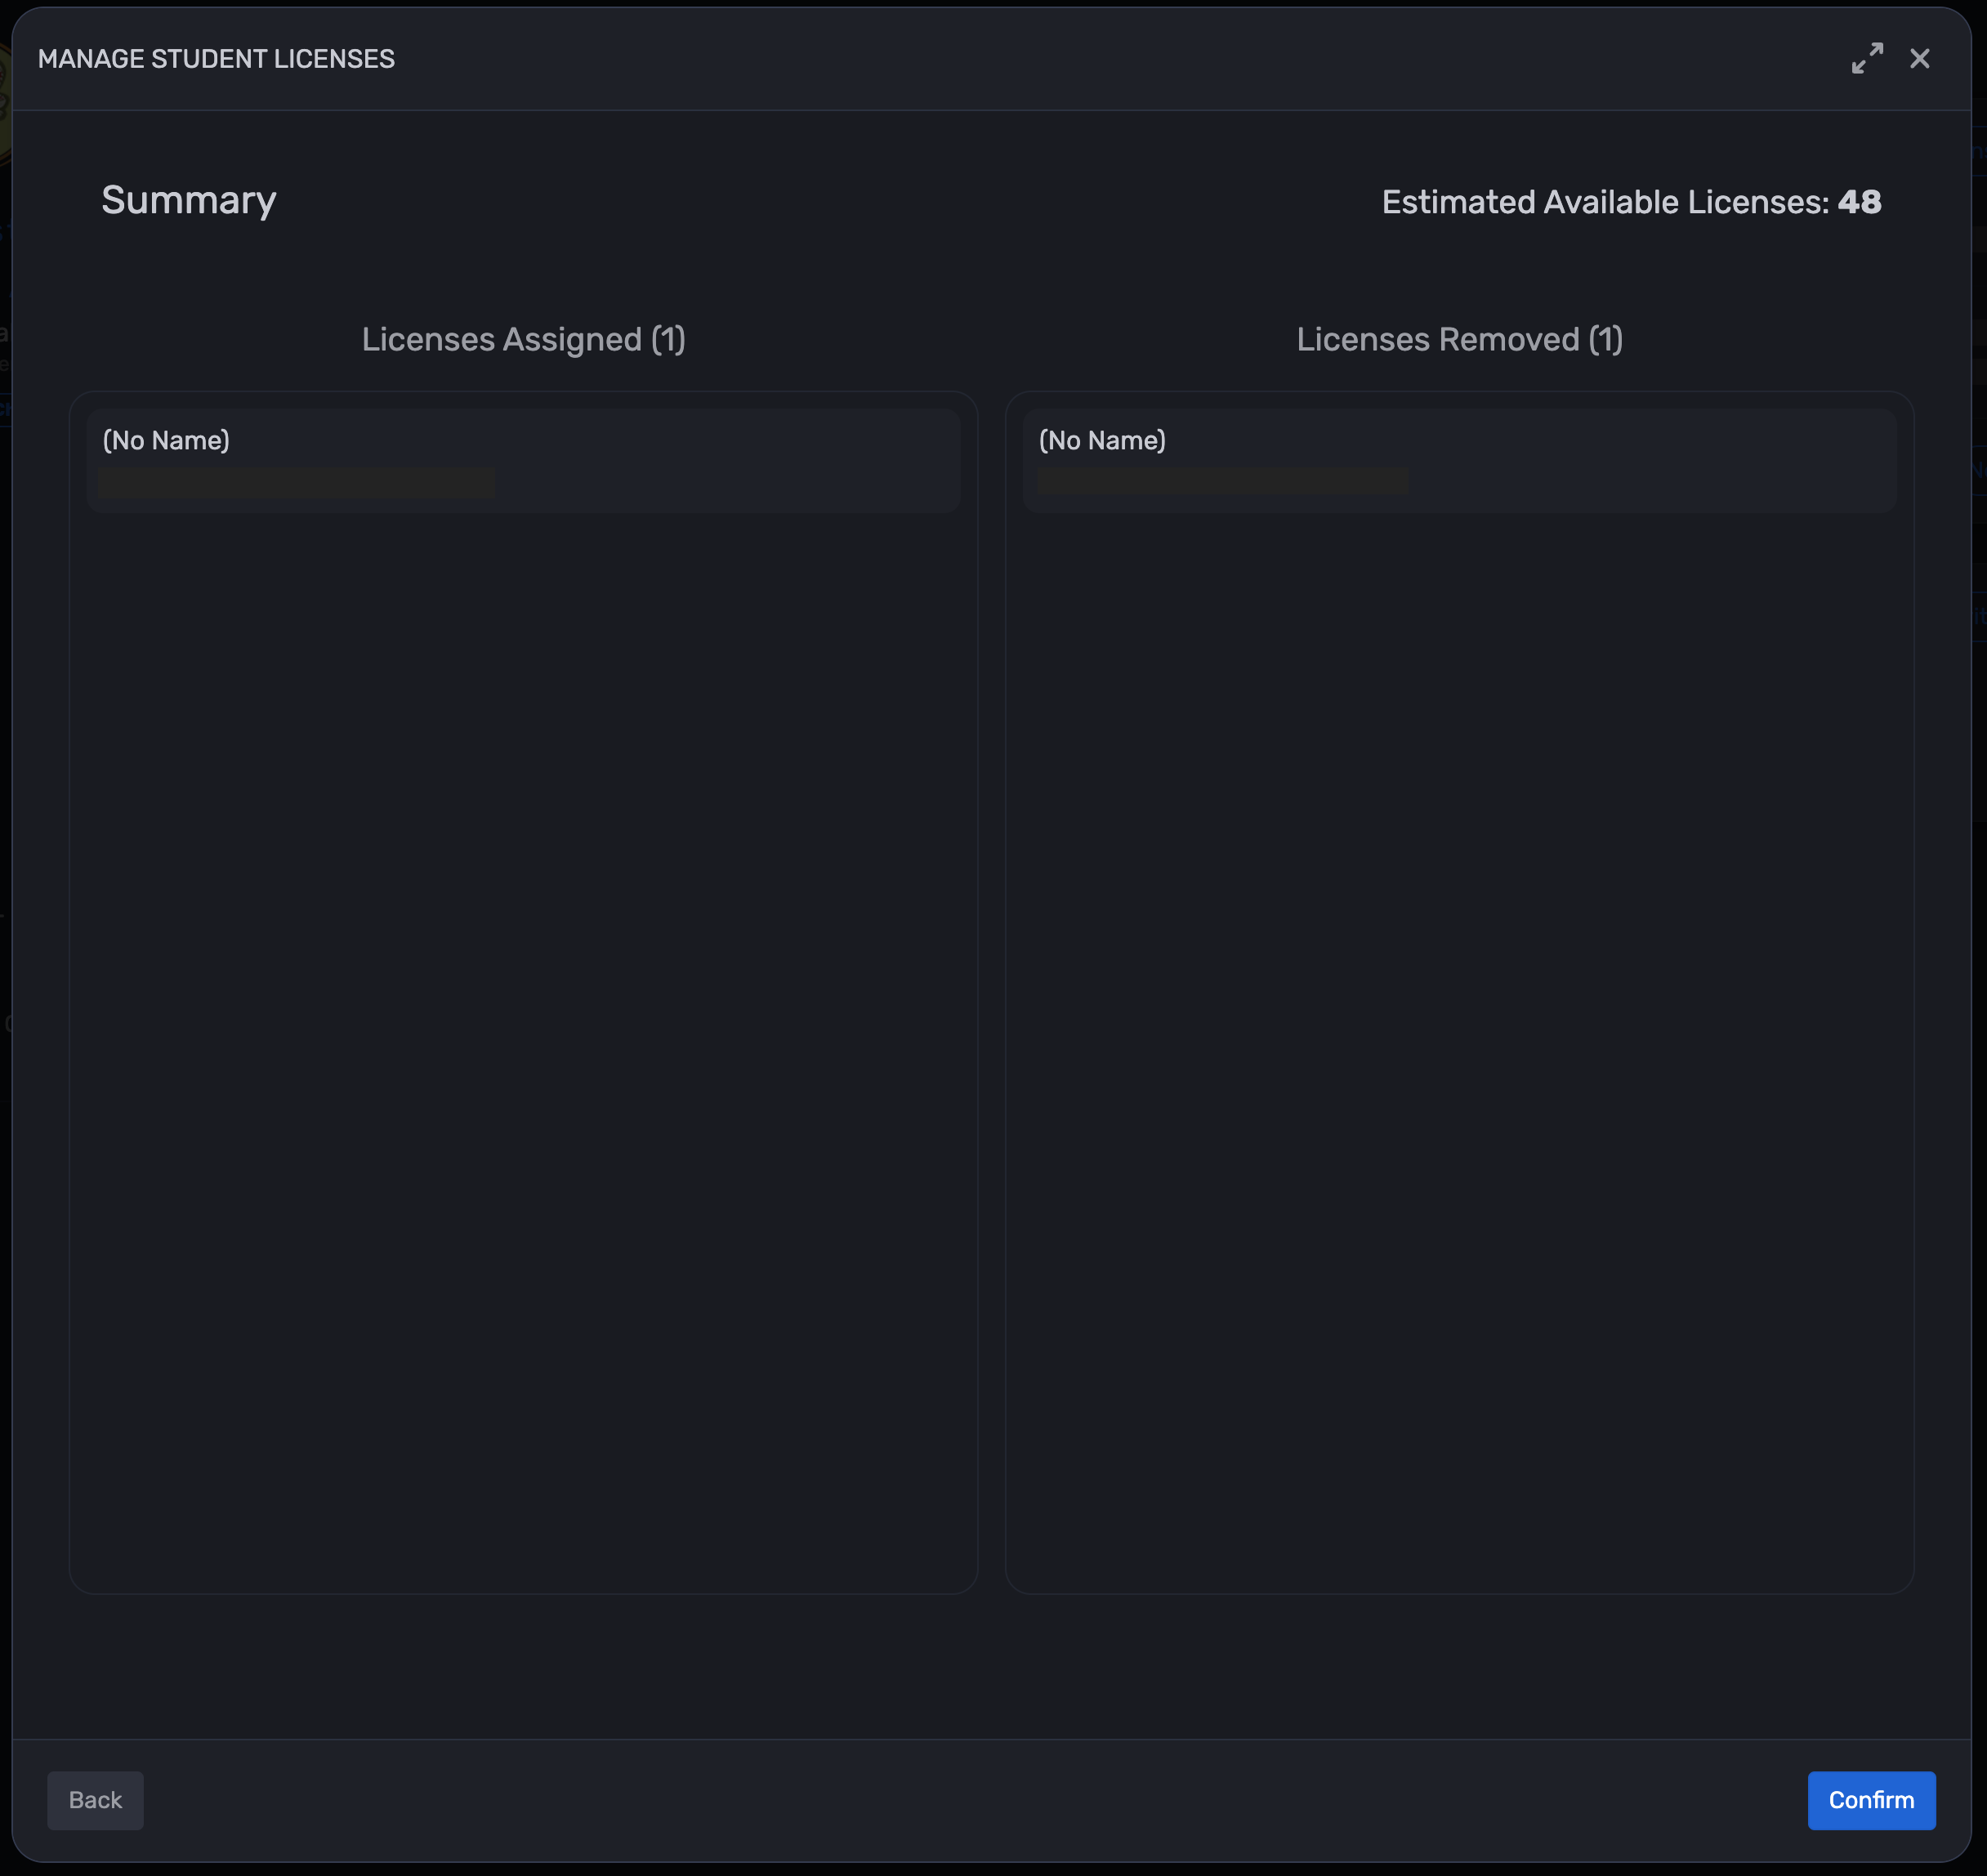 MANAGE STUDENT LICENSES
Summary
Estimated Available Licenses: 48
Licenses Assigned (1)
Licenses Removed (1)
(No Name)
(No Name)
Back
Confirm